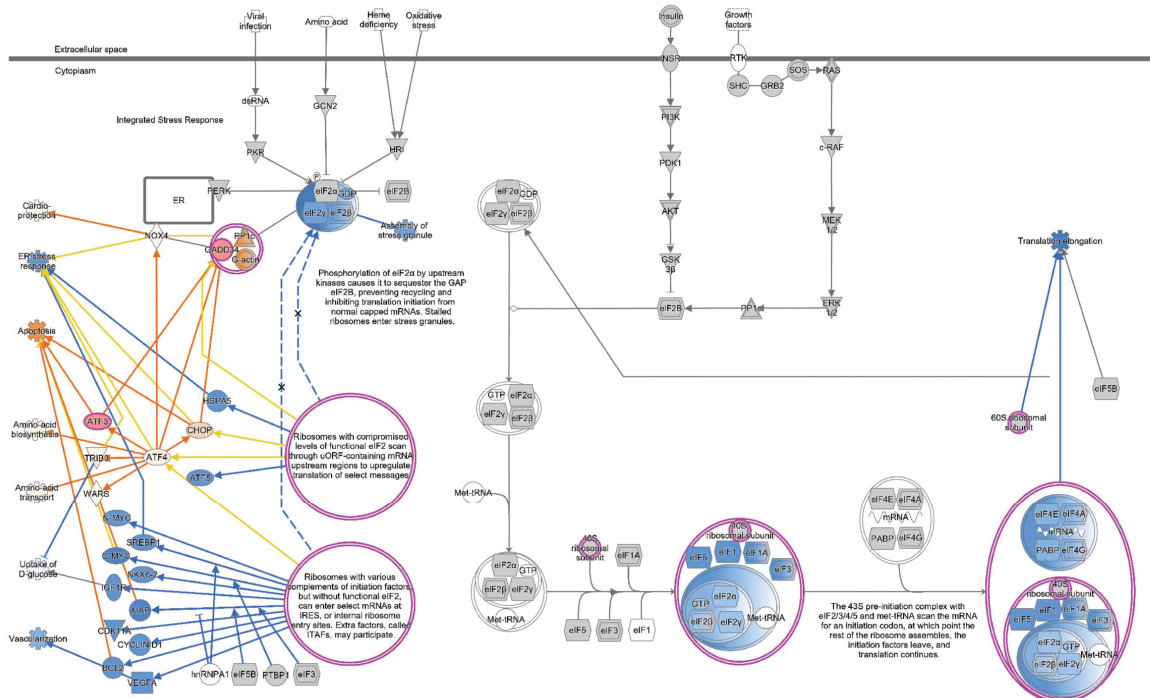 Viral
infection
Amino acid
Heme
deficiency
Oxidative
stress
Insulin
Growth
factors
Extracellular space
Cytoplasm
INSR
RTK
SHC
GRB2
SOS
RAS
dsRNA
GCN2
Integrated Stress Response
PKR
HRI
PI3K
c-RAF
PDK1
PERK
P
eIF2α
GDP
eIF2γ
eIF2β
eIF2B
ER
eIF2α
GDP
eIF2γ
eIF2β
AKT
MEK
1/2
Cardio-
protection
NOX4
PP1c
GADD34
G-actin
Assembly of
stress granule
GSK
3β
Translation elongation
ER stress
response
Phosphorylation of eIF2α by upstream
kinases causes it to sequester the GAP
eIF2B, preventing recycling and
inhibiting translation initiation from
normal capped mRNAs. Stalled
ribosomes enter stress granules.
eIF2B
PP1c
ERK
1/2
Apoptosis
HSPA5
GTP
eIF2α
eIF2γ
eIF2β
eIF5B
60S ribosomal
subunit
ATF3
CHOP
Amino-acid
biosynthesis
TRIB3
ATF4
Ribosomes with compromised
levels of functional eIF2 scan
through uORF-containing mRNA
upstream regions to upregulate
translation of select messages
ATF5
Amino-acid
transport
WARS
Met-tRNA
eIF4E
eIF4A
mRNA
PABP
eIF4G
eIF4E
eIF4A
mRNA
PABP
eIF4G
N-MYC
SREBP1
C-MYC
NKX6-2
Uptake of
D-glucose
IGF1R
XIAP
CDK11A
CYCLIND1
Vascularization
BCL2
VEGFA
Ribosomes with various
complements of initiation factors,
but without functional eIF2,
can enter select mRNAs at
IRES, or internal ribosome
entry sites. Extra factors, called
ITAFs, may participate.
hnRNPA1
eIF5B
PTBP1
eIF3
GTP
eIF2α
eIF2β
eIF2γ
Met-tRNA
40S
ribosomal
subunit
eIF1A
eIF5
eIF3
eIF1
40S
ribosomal subunit
eIF5
eIF1
eIF1A
eIF3
eIF2α
GTP
eIF2β
eIF2γ
Met-tRNA
The 43S pre-initiation complex with
eIF2/3/4/5 and met-tRNA scan the mRNA
for an initiation codon, at which point the
rest of the ribosome assembles, the
initiation factors leave, and
translation continues.
40S
ribosomal subunit
eIF1
eIF1A
eIF5
eIF3
eIF2α
GTP
eIF2β
eIF2γ
Met-tRNA